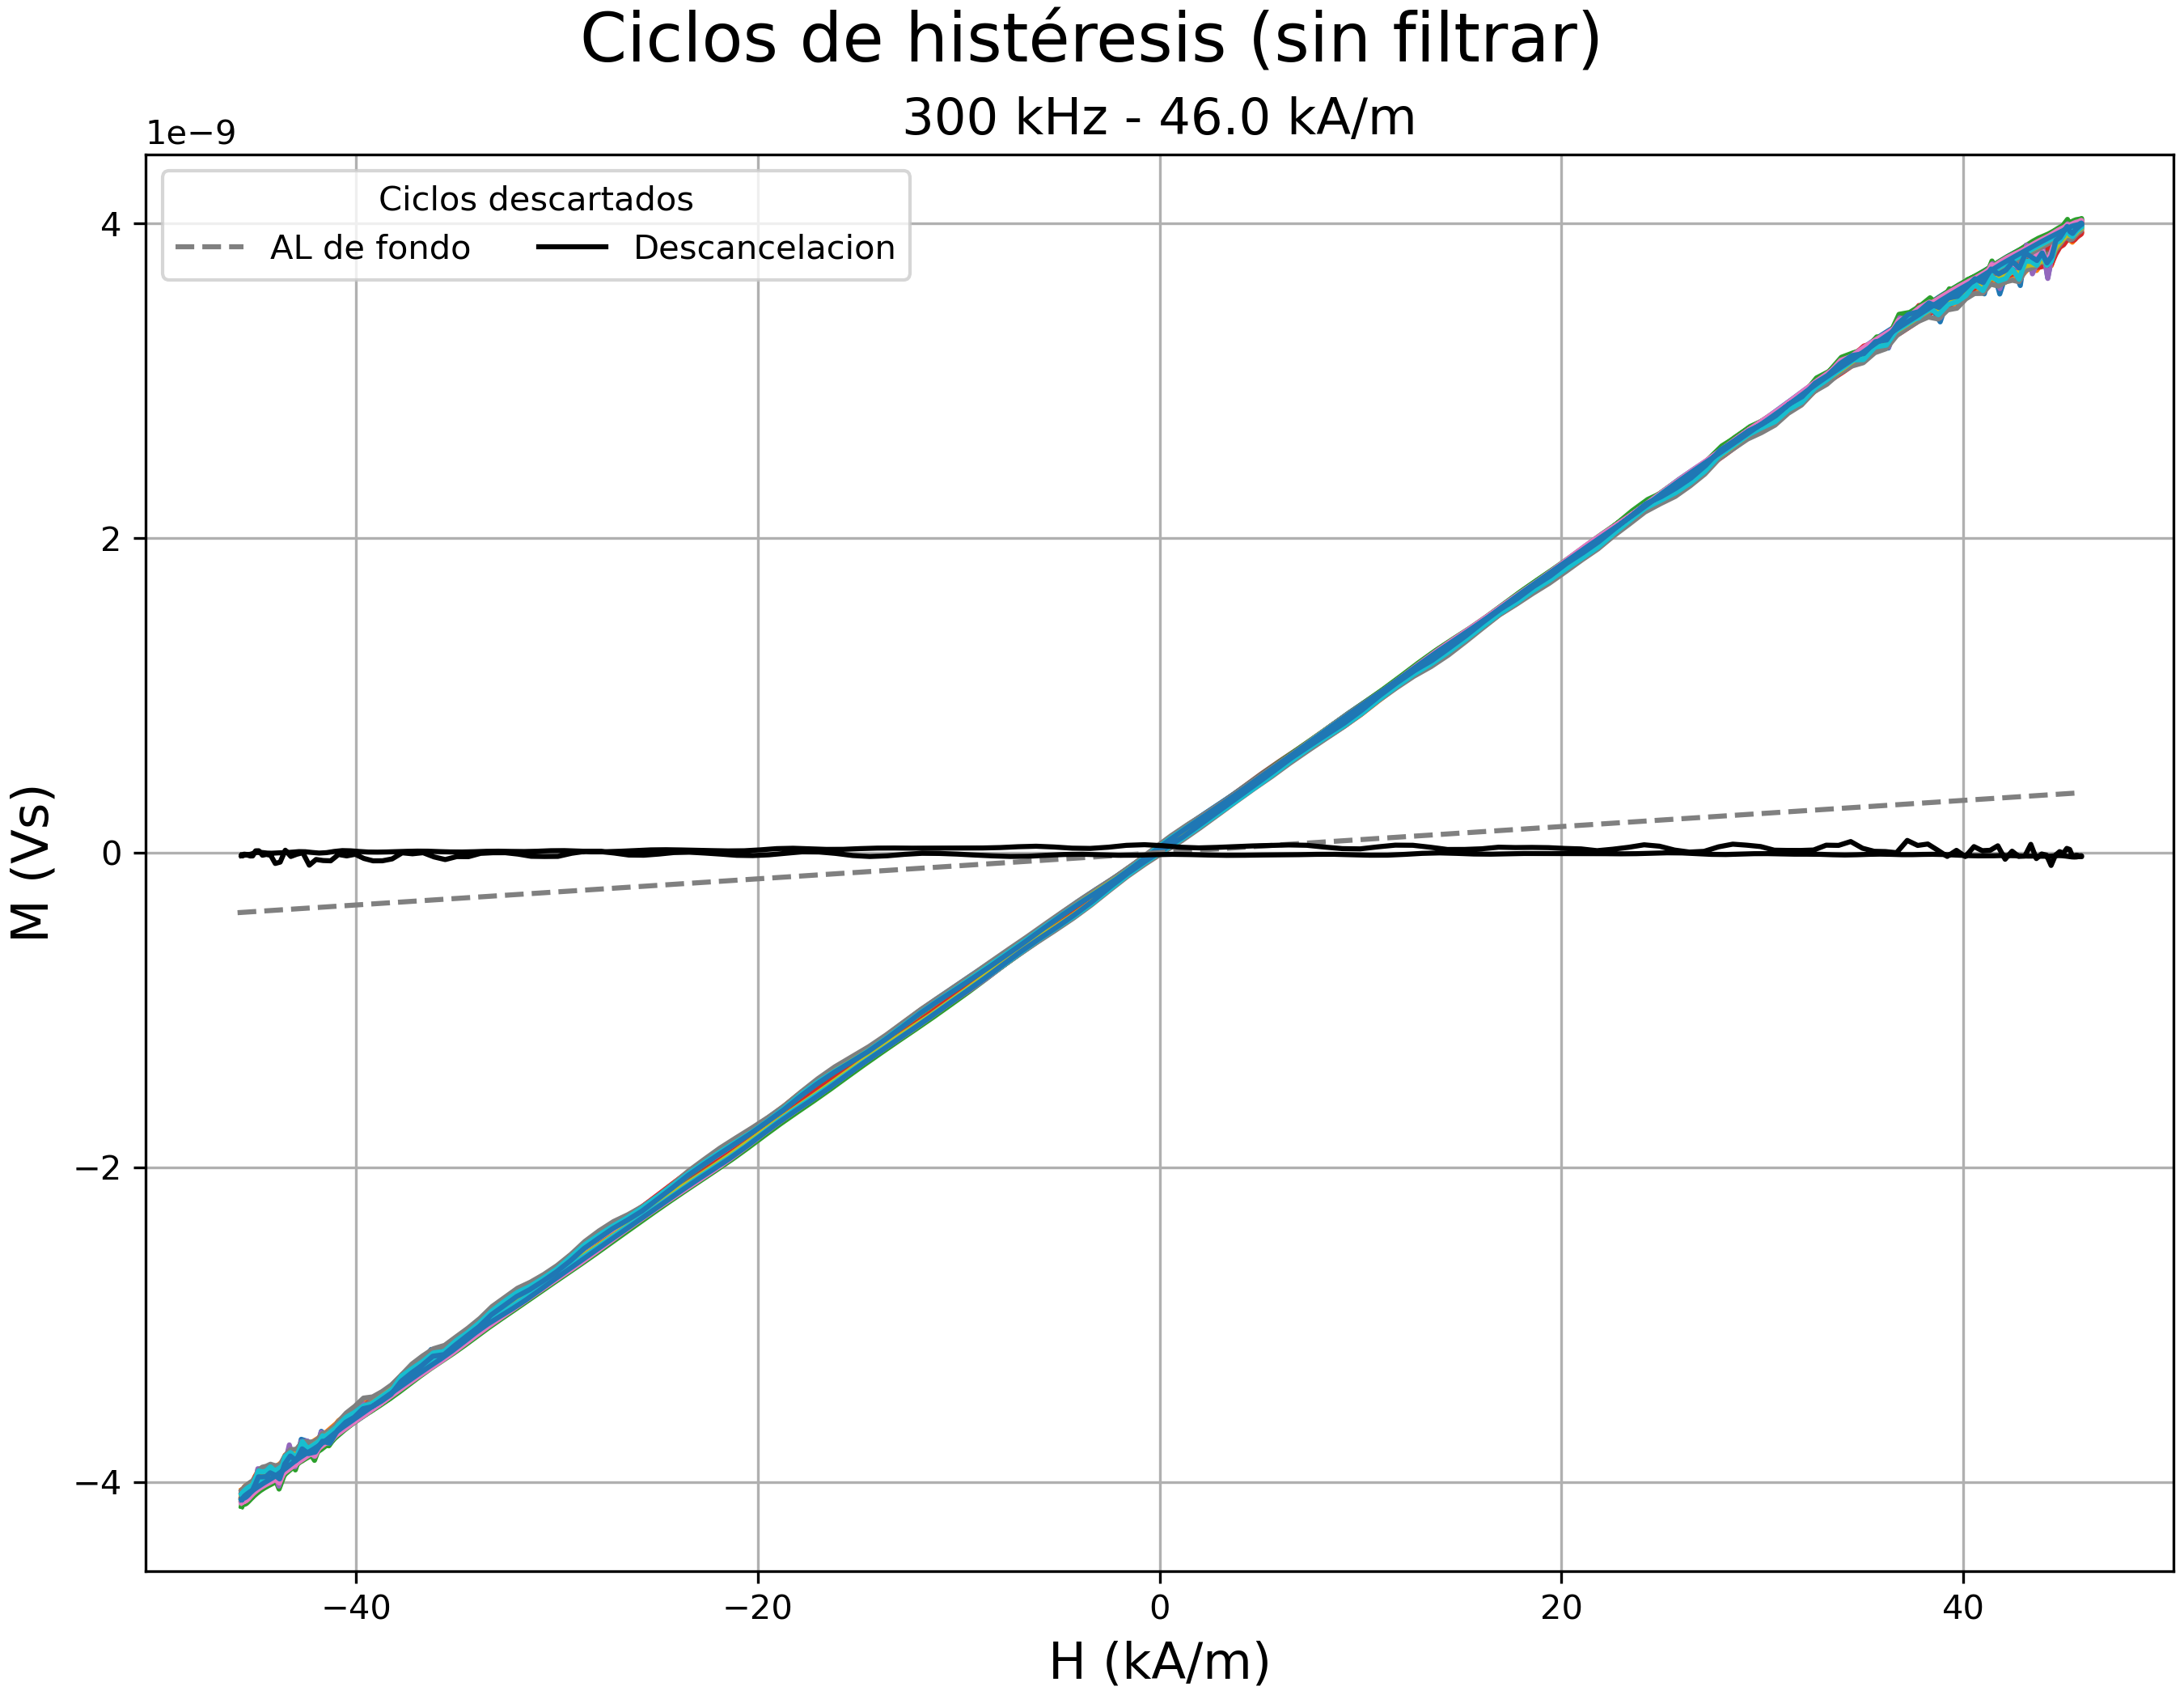 Ciclos de histéresis (sin filtrar)
300 kHz - 46.0 kA/m
1e−9
Ciclos descartados
AL de fondo
Descancelacion
4
2
0
−2
−4
M (Vs)
−40
−20
0
20
40
H (kA/m)